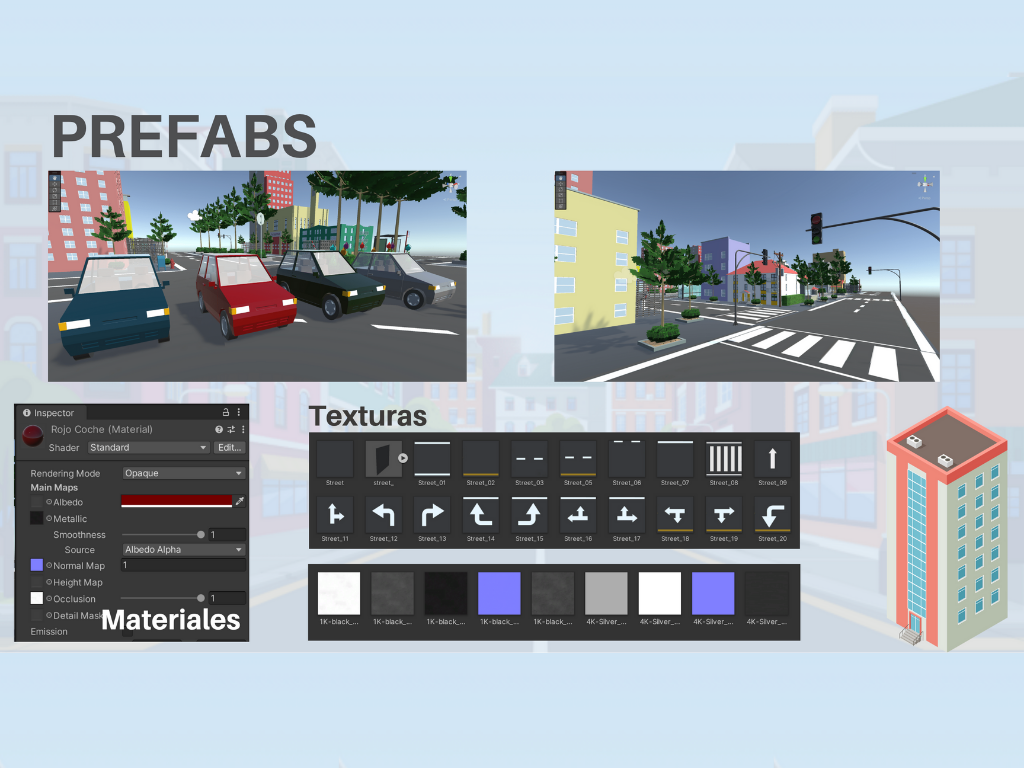 PREFABS
Inspector
Rojo Coche (Material)
Shader Standard Edit...
Rendering Mode Opaque
Main Maps
Albedo
Metallic
Smoothness 1
Source Albedo Alpha
Normal Map 1
Height Map
Occlusion 1
Detail Mask
Emission
Materiales
Texturas
Street street_ Street_01 Street_02 Street_03 Street_05 Street_06 Street_07 Street_08 Street_09
Street_11 Street_12 Street_13 Street_14 Street_15 Street_16 Street_17 Street_18 Street_19 Street_20
1K-black_... 1K-black_... 1K-black_... 1K-black_... 1K-black_... 4K-Silver_... 4K-Silver_... 4K-Silver_... 4K-Silver_...